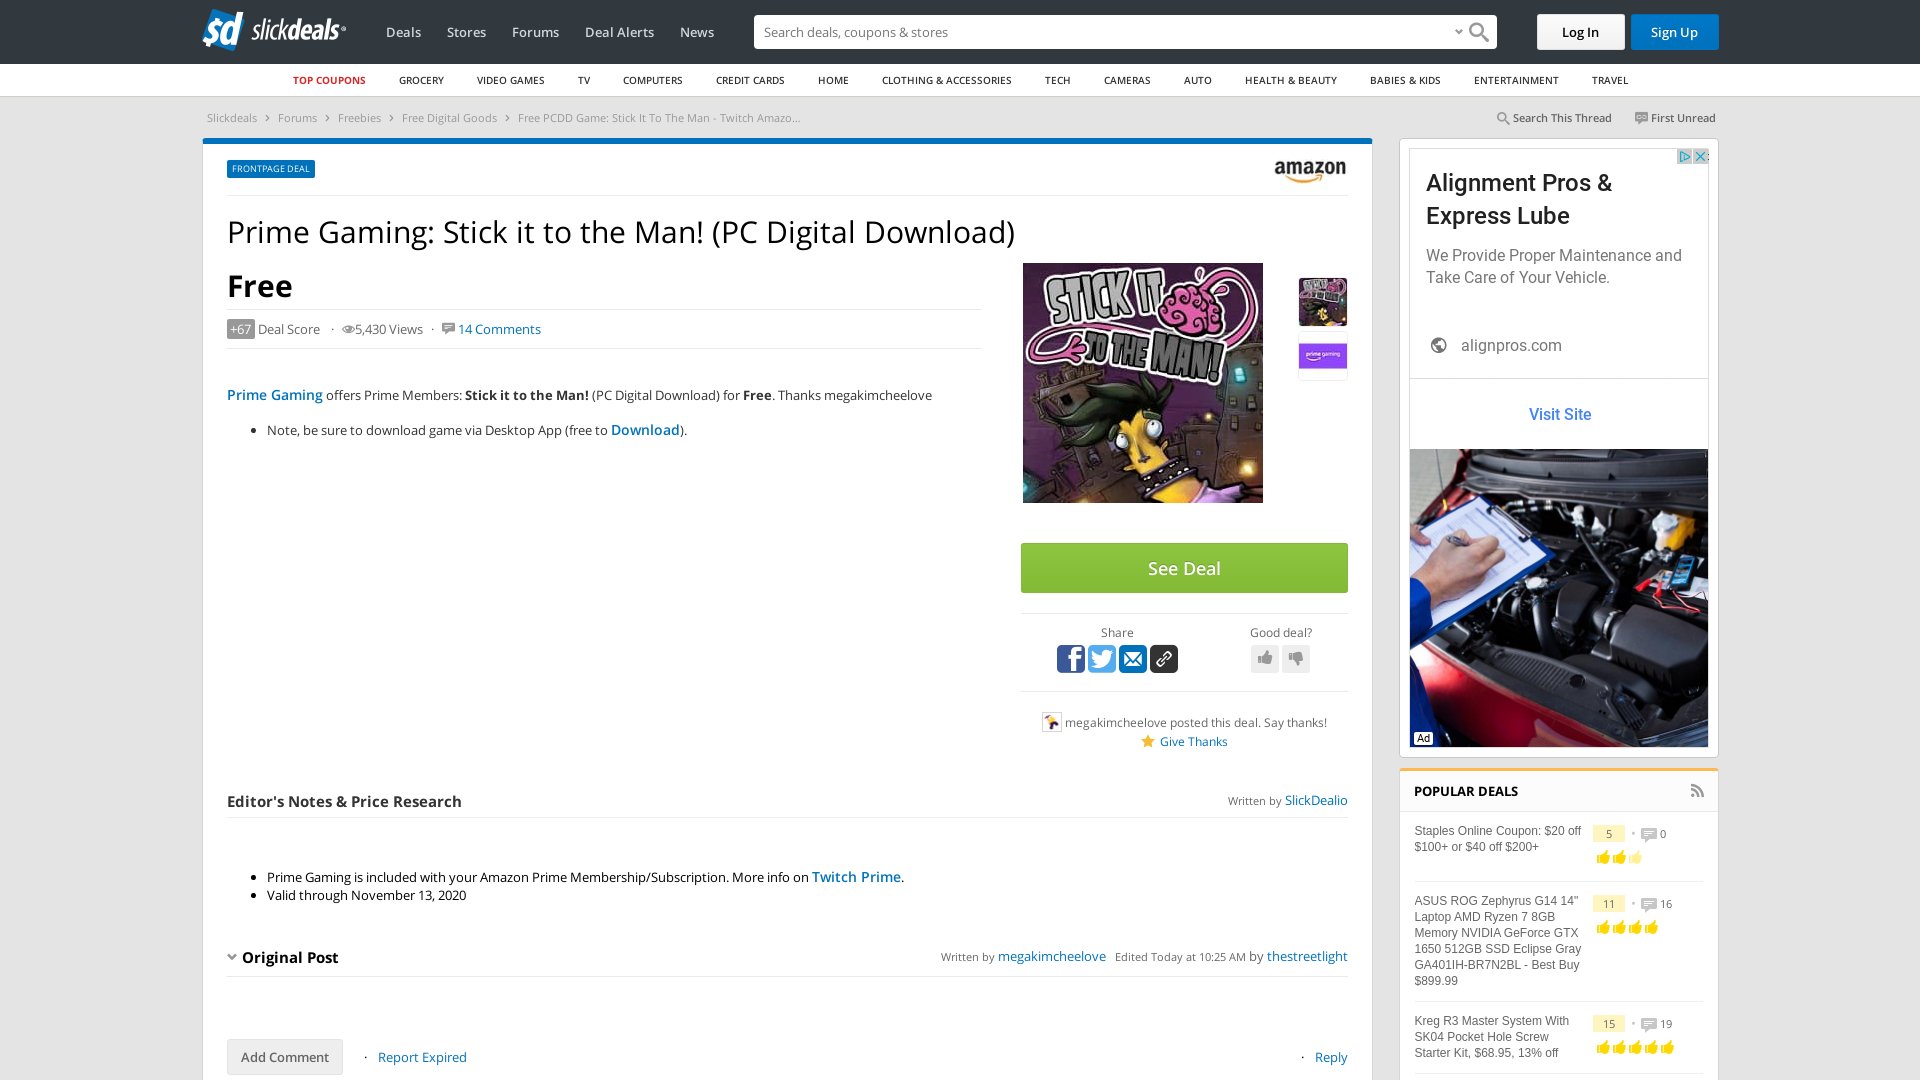 slickdeals
Deals
Stores
Forums
Deal Alerts
News
Search deals, coupons & stores
Log In
Sign Up
TOP COUPONS
GROCERY
VIDEO GAMES
TV
COMPUTERS
CREDIT CARDS
HOME
CLOTHING & ACCESSORIES
TECH
CAMERAS
AUTO
HEALTH & BEAUTY
BABIES & KIDS
ENTERTAINMENT
TRAVEL
Slickdeals › Forums › Freebies › Free Digital Goods › Free PCDD Game: Stick It To The Man - Twitch Amazo...
Search This Thread
First Unread
FRONTPAGE DEAL
amazon
Prime Gaming: Stick it to the Man! (PC Digital Download)
Free
+67 Deal Score · 5,430 Views · 14 Comments
Prime Gaming offers Prime Members: Stick it to the Man! (PC Digital Download) for Free. Thanks megakimcheelove
• Note, be sure to download game via Desktop App (free to Download).
STICK IT
TO THE MAN!
prime gaming
See Deal
Share
Good deal?
megakimcheelove posted this deal. Say thanks!
Give Thanks
Editor's Notes & Price Research
Written by SlickDealio
• Prime Gaming is included with your Amazon Prime Membership/Subscription. More info on Twitch Prime.
• Valid through November 13, 2020
Original Post
Written by megakimcheelove Edited Today at 10:25 AM by thestreetlight
Add Comment
· Report Expired
· Reply
Alignment Pros &
Express Lube
We Provide Proper Maintenance and
Take Care of Your Vehicle.
alignpros.com
Visit Site
Ad
POPULAR DEALS
Staples Online Coupon: $20 off
$100+ or $40 off $200+
5 • 0
ASUS ROG Zephyrus G14 14"
Laptop AMD Ryzen 7 8GB
Memory NVIDIA GeForce GTX
1650 512GB SSD Eclipse Gray
GA401IH-BR7N2BL - Best Buy
$899.99
11 • 16
Kreg R3 Master System With
SK04 Pocket Hole Screw
Starter Kit, $68.95, 13% off
15 • 19